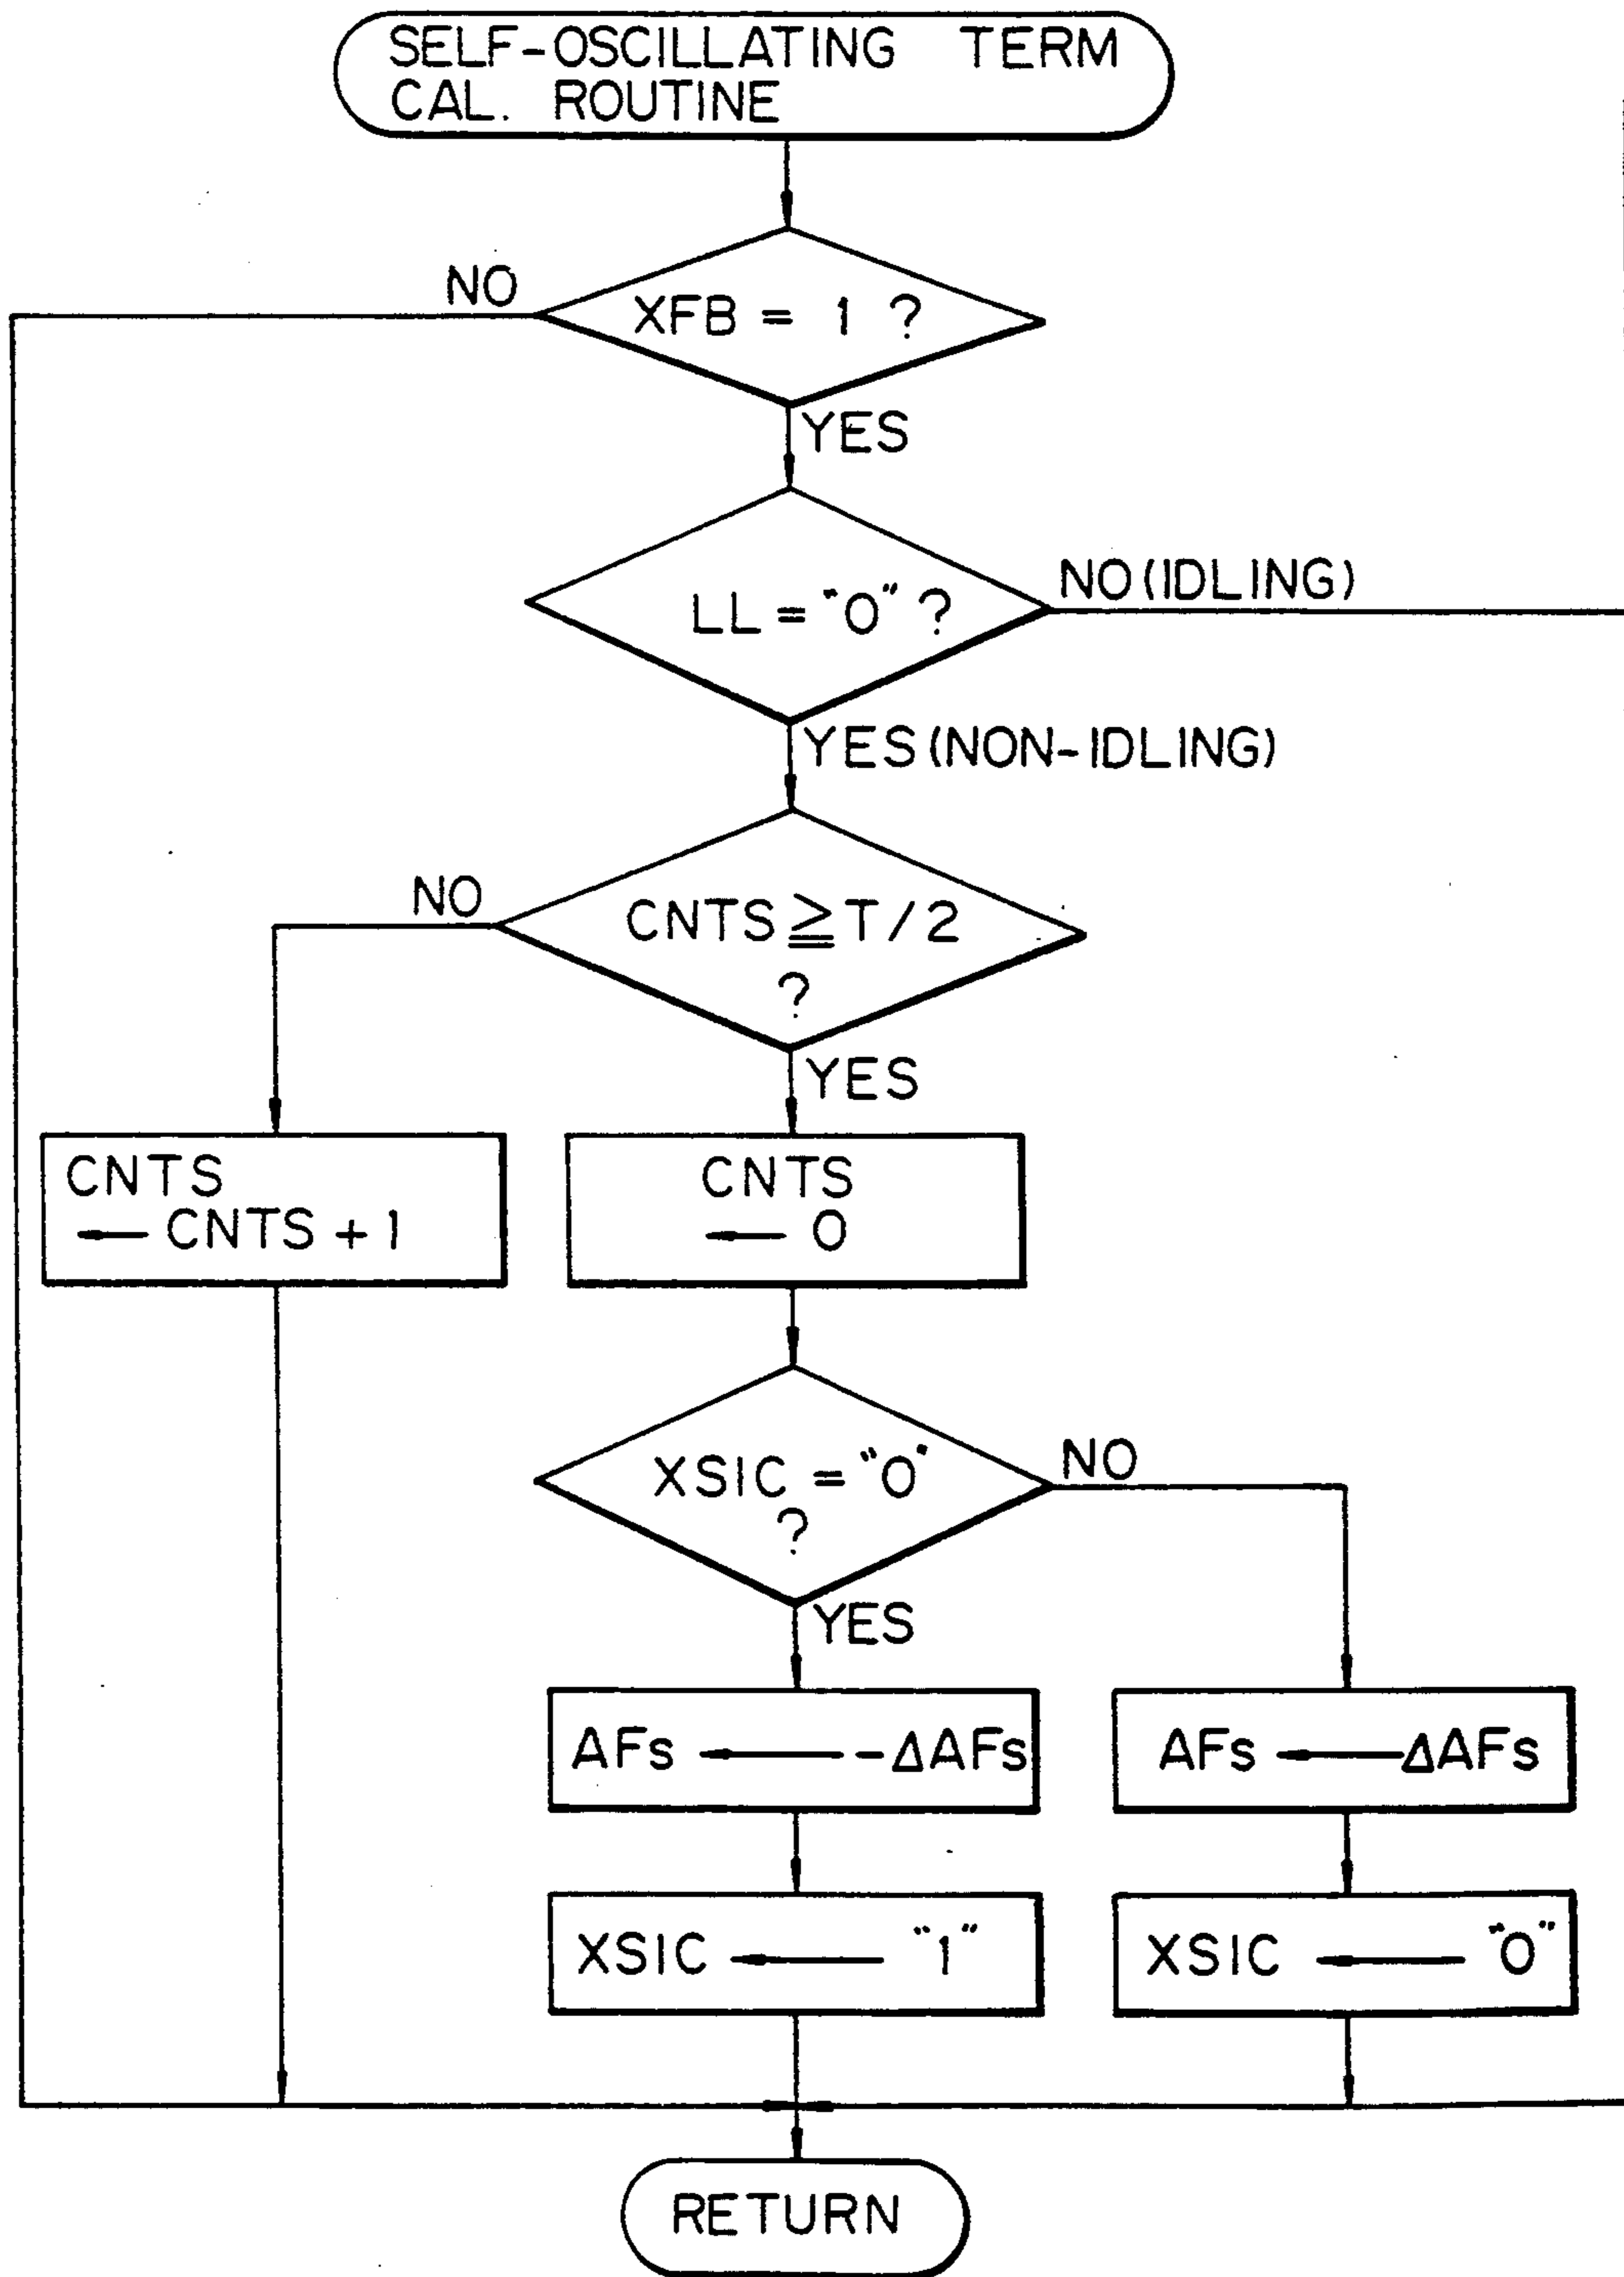 SELF-OSCILLATING TERM
CAL. ROUTINE
NO
XFB = 1 ?
YES
NO(IDLING)
LL = "0" ?
YES(NON-IDLING)
NO
CNTS ≧ T/2
?
YES
CNTS
← CNTS + 1
CNTS
← 0
NO
XSIC = "0"
?
YES
AFs ← -ΔAFs
AFs ← ΔAFs
XSIC ← "1"
XSIC ← "0"
RETURN